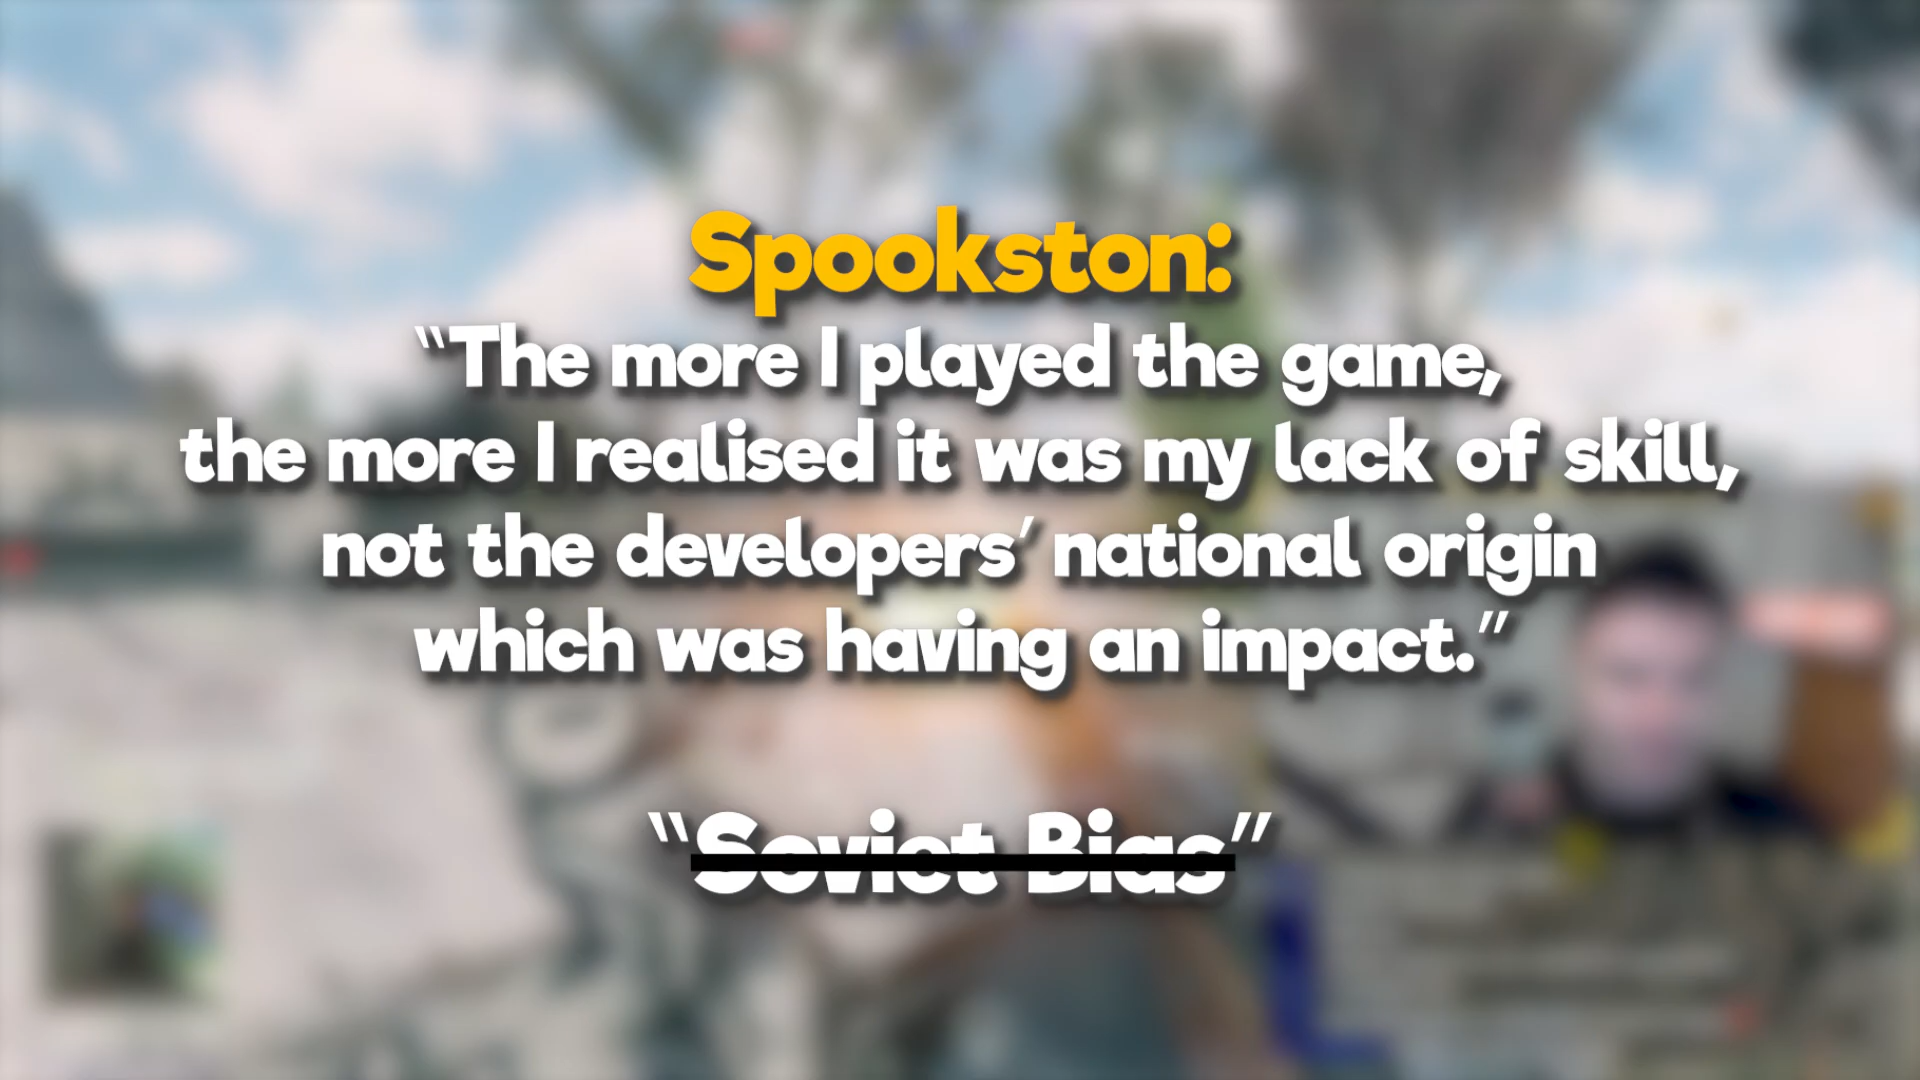 Spookston:
“The more I played the game,
the more I realised it was my lack of skill,
not the developers’ national origin
which was having an impact.”
“Soviet Bias”